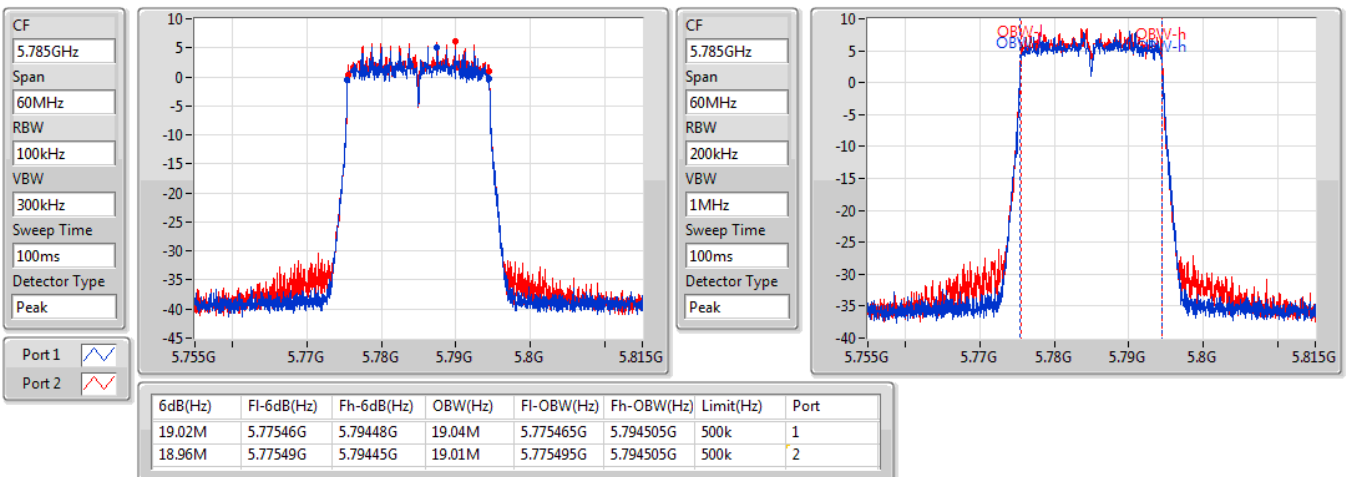 CF
5.785GHz
Span
60MHz
RBW
100kHz
VBW
300kHz
Sweep Time
100ms
Detector Type
Peak
Port 1
Port 2
10
5
0
-5
-10
-15
-20
-25
-30
-35
-40
-45
5.755G 5.77G 5.78G 5.79G 5.8G 5.815G
CF
5.785GHz
Span
60MHz
RBW
200kHz
VBW
1MHz
Sweep Time
100ms
Detector Type
Peak
10
5
0
-5
-10
-15
-20
-25
-30
-35
-40
OBW-h
OBW-h
5.755G 5.77G 5.78G 5.79G 5.8G 5.815G
6dB(Hz) Fl-6dB(Hz) Fh-6dB(Hz) OBW(Hz) Fl-OBW(Hz) Fh-OBW(Hz) Limit(Hz) Port
19.02M 5.77546G 5.79448G 19.04M 5.775465G 5.794505G 500k 1
18.96M 5.77549G 5.79445G 19.01M 5.775495G 5.794505G 500k 2